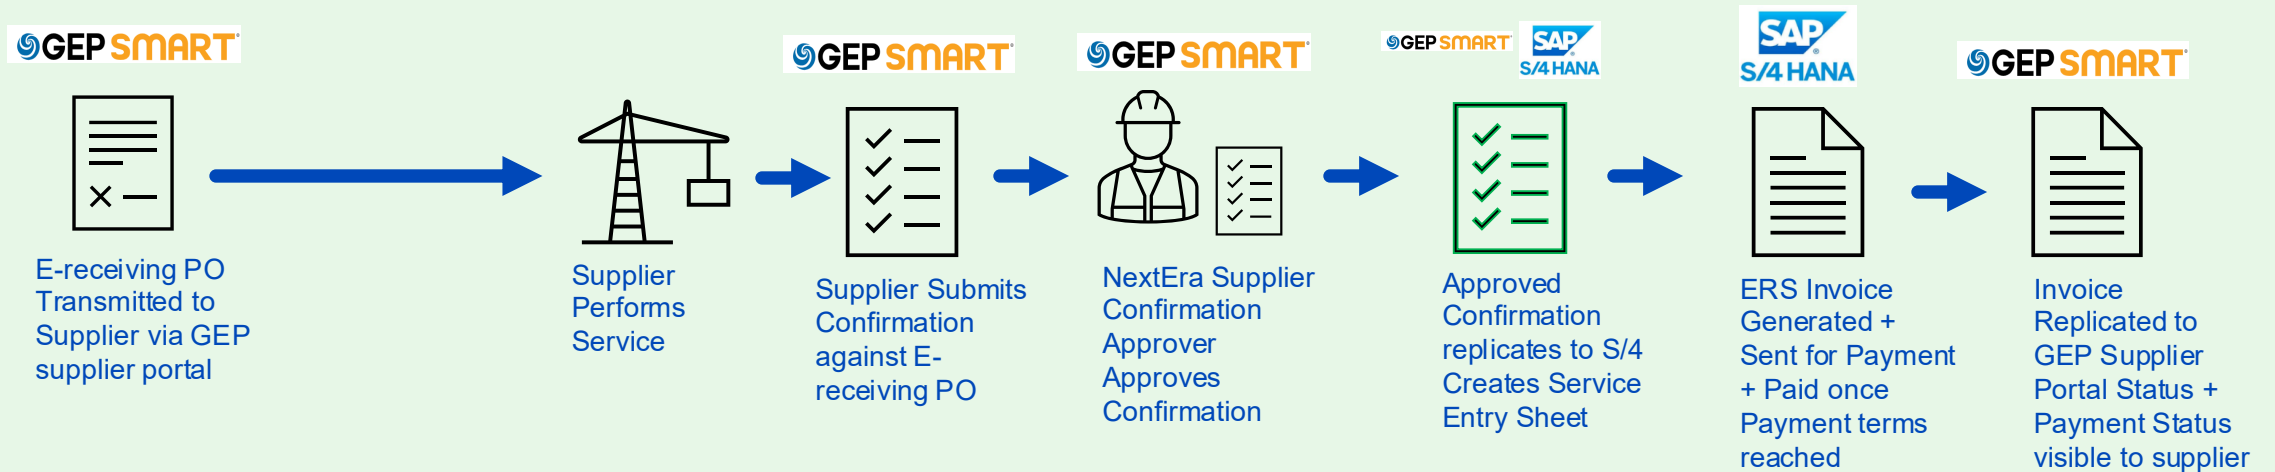 GEP SMART
E-receiving PO
Transmitted to
Supplier via GEP
supplier portal
Supplier
Performs
Service
GEP SMART
Supplier Submits
Confirmation
against E-
receiving PO
GEP SMART
NextEra Supplier
Confirmation
Approver
Approves
Confirmation
GEP SMART
SAP
S/4 HANA
Approved
Confirmation
replicates to S/4
Creates Service
Entry Sheet
SAP
S/4 HANA
ERS Invoice
Generated +
Sent for Payment
+ Paid once
Payment terms
reached
GEP SMART
Invoice
Replicated to
GEP Supplier
Portal Status +
Payment Status
visible to supplier